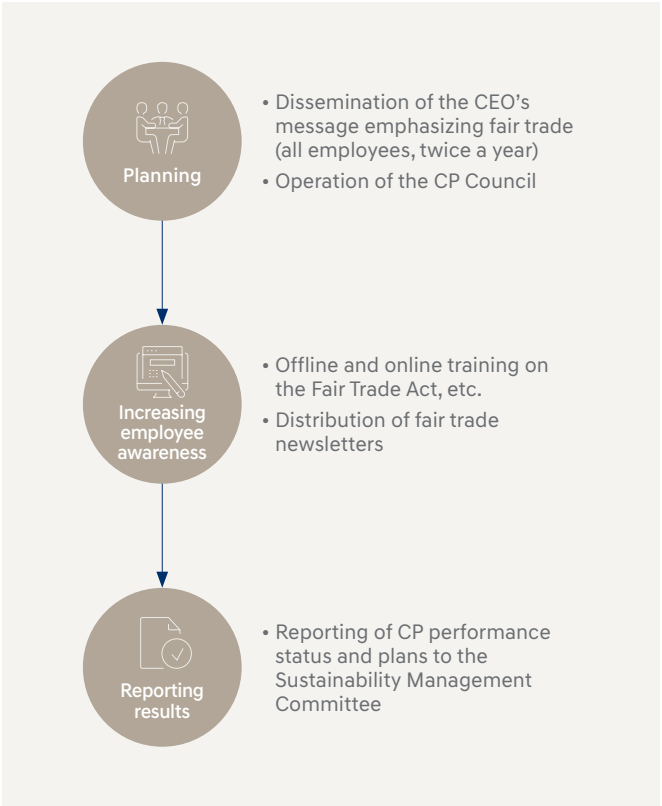 Planning
• Dissemination of the CEO’s
message emphasizing fair trade
(all employees, twice a year)
• Operation of the CP Council
Increasing
employee
awareness
• Offline and online training on
the Fair Trade Act, etc.
• Distribution of fair trade
newsletters
Reporting
results
• Reporting of CP performance
status and plans to the
Sustainability Management
Committee